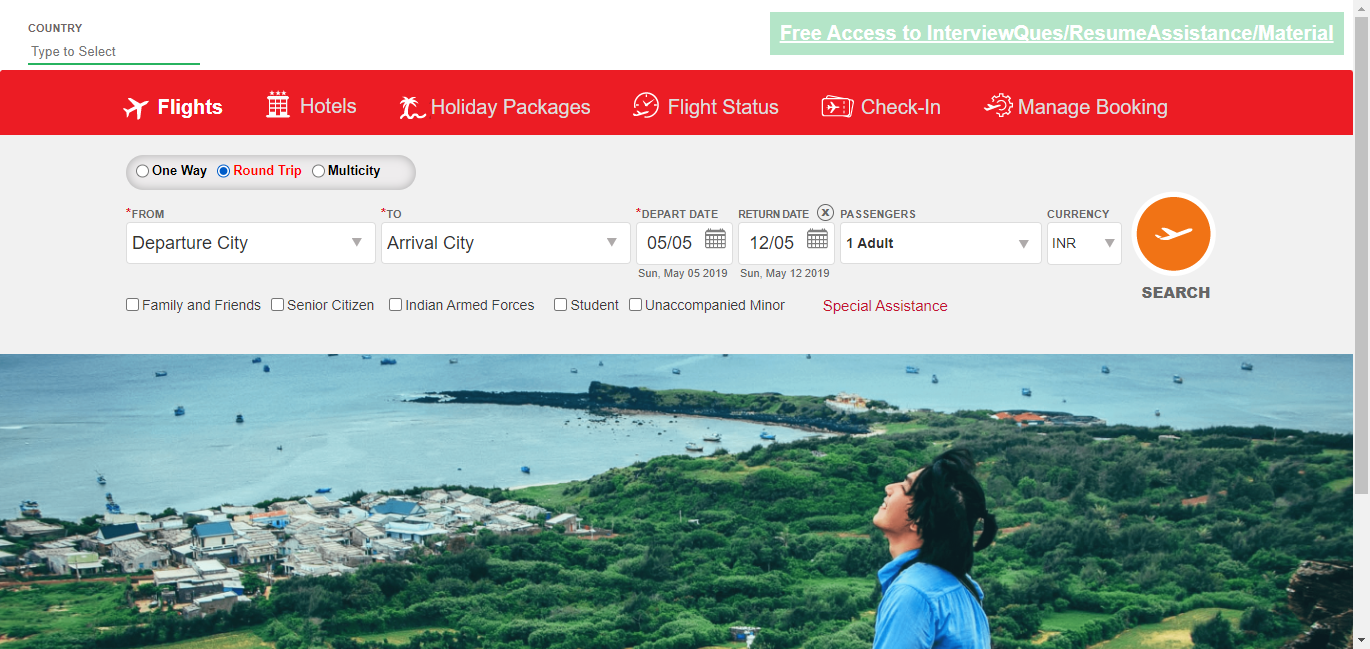 COUNTRY
Type to Select
Free Access to InterviewQues/ResumeAssistance/Material
Flights
Hotels
Holiday Packages
Flight Status
Check-In
Manage Booking
One Way
Round Trip
Multicity
*FROM
*TO
*DEPART DATE
RETURN DATE
X
PASSENGERS
CURRENCY
Departure City
Arrival City
05/05
12/05
1 Adult
INR
Sun, May 05 2019
Sun, May 12 2019
SEARCH
Family and Friends
Senior Citizen
Indian Armed Forces
Student
Unaccompanied Minor
Special Assistance